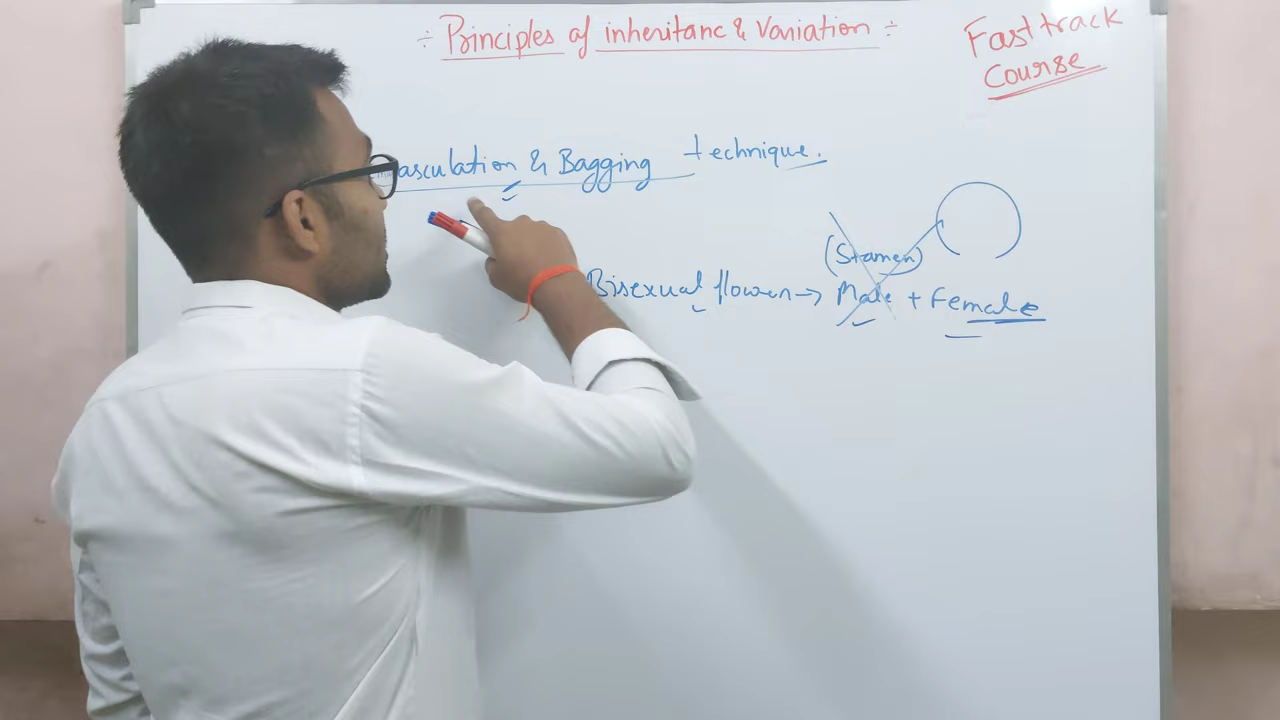 ÷ Principles of inheritanc & Variation ÷
Fast track
Course
asculation & Bagging technique.
(Stamen)
Bisexual flower → Male + Female